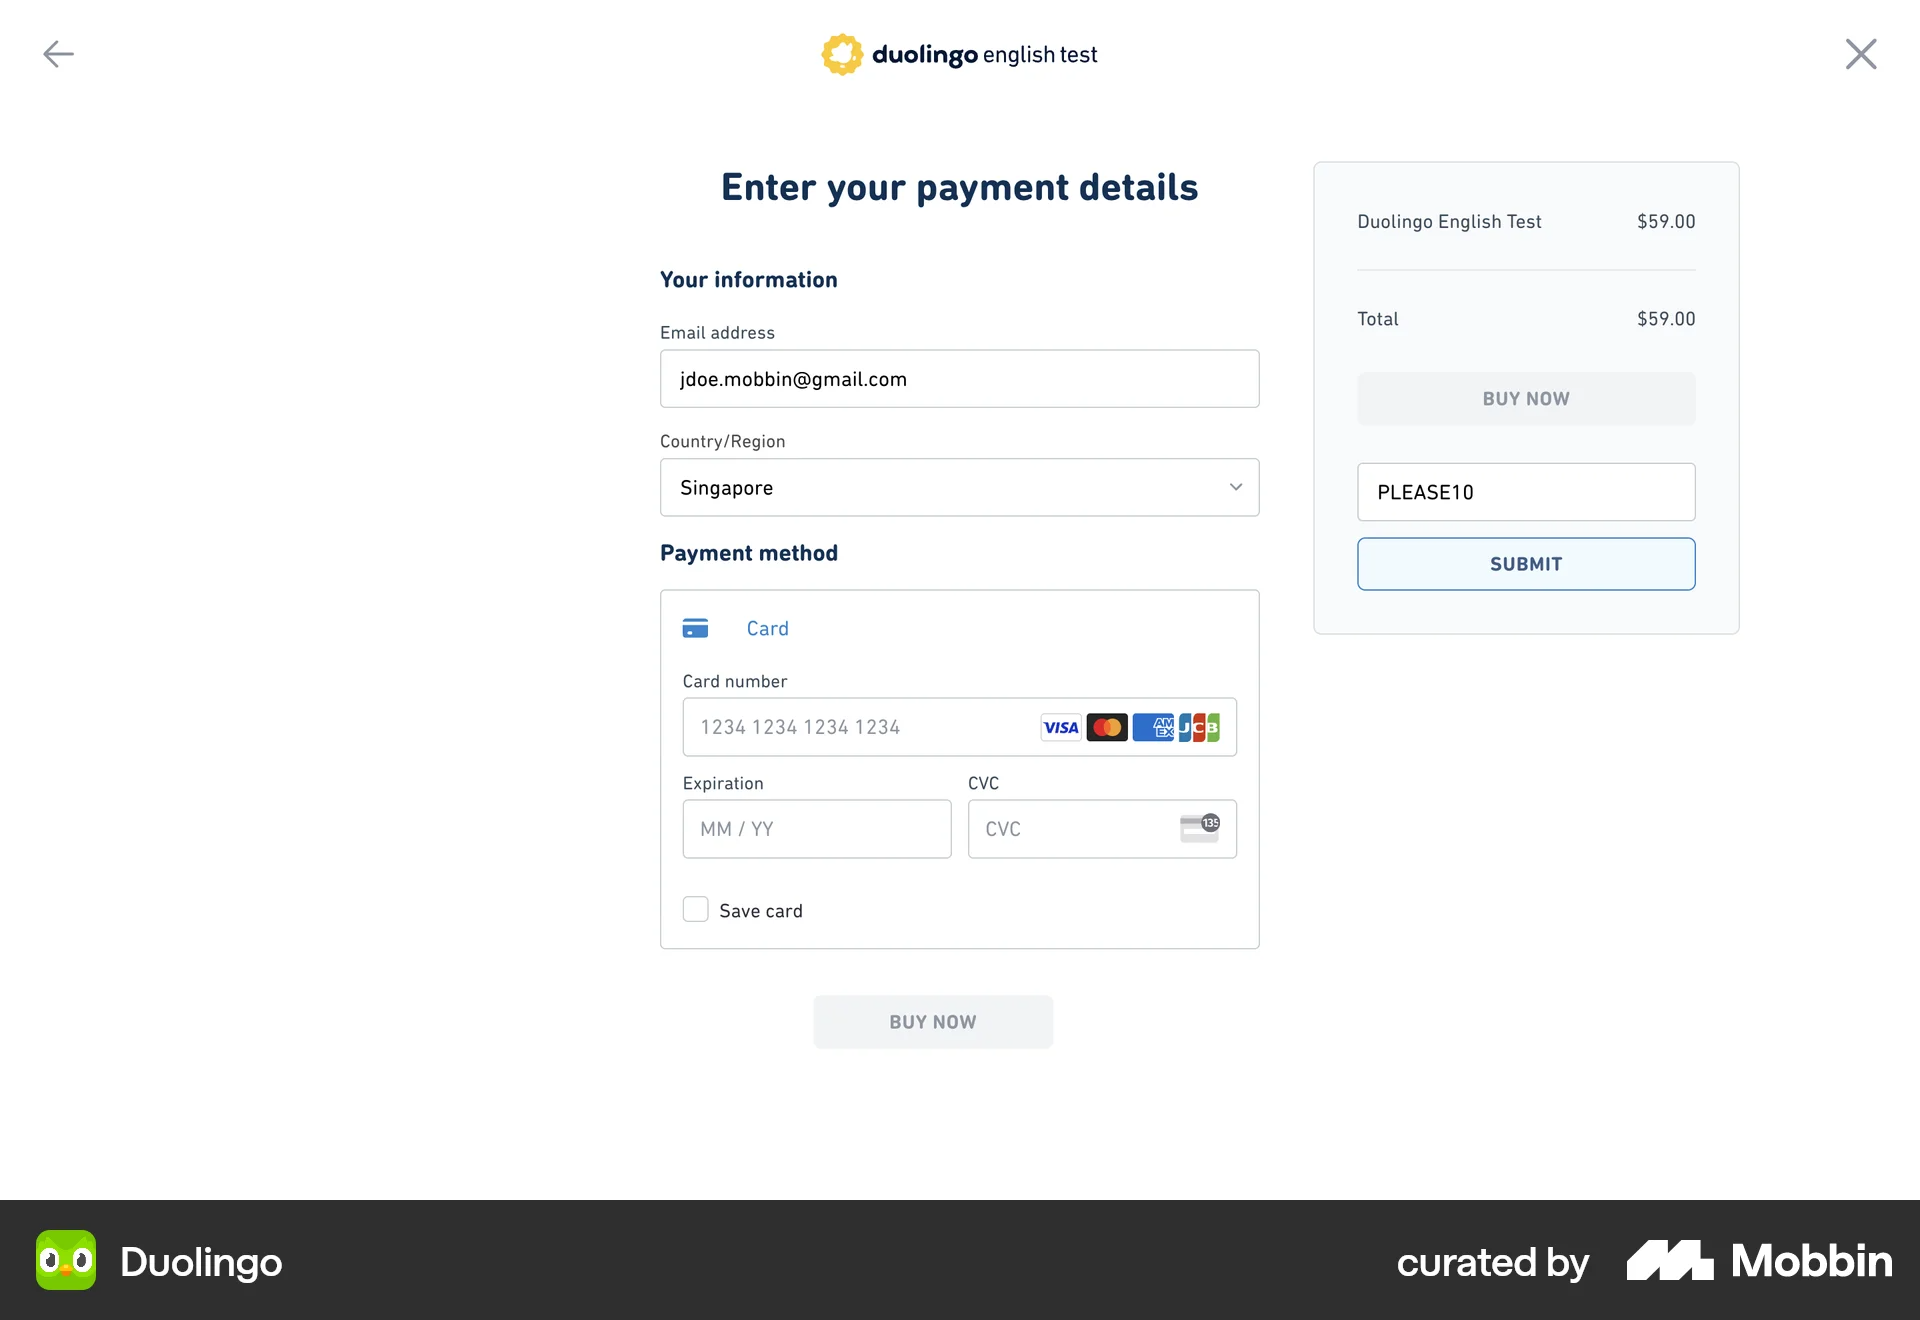 duolingo english test
Enter your payment details
Your information
Email address
jdoe.mobbin@gmail.com
Country/Region
Singapore
Payment method
Card
Card number
1234 1234 1234 1234
VISA
AMEX
JCB
Expiration
CVC
MM / YY
CVC
135
Save card
BUY NOW
Duolingo English Test $59.00
Total $59.00
BUY NOW
PLEASE10
SUBMIT
Duolingo
curated by Mobbin